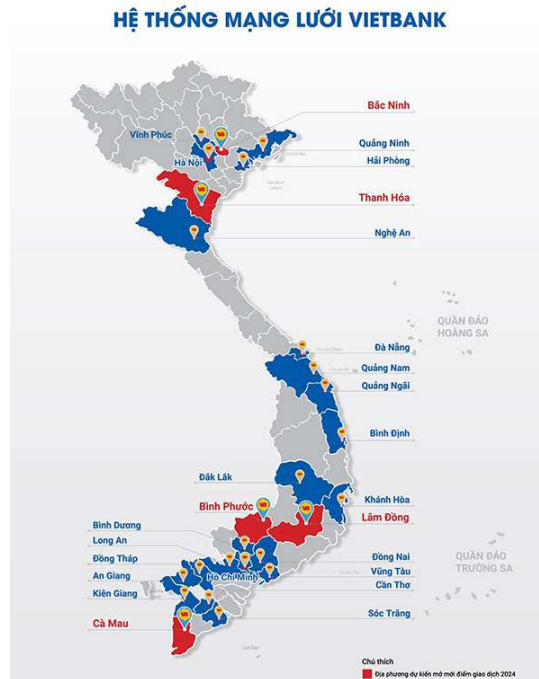 HỆ THỐNG MẠNG LƯỚI VIETBANK
Bắc Ninh
Vĩnh Phúc
Quảng Ninh
Hà Nội
Hải Phòng
Thanh Hóa
Nghệ An
QUẦN ĐẢO
HOÀNG SA
Đà Nẵng
Quảng Nam
Quảng Ngãi
Bình Định
Đắk Lắk
Khánh Hòa
Bình Phước
Lâm Đồng
Bình Dương
Long An
Đồng Tháp
Đồng Nai
QUẦN ĐẢO
TRƯỜNG SA
An Giang
Hồ Chí Minh
Vũng Tàu
Kiên Giang
Cần Thơ
Sóc Trăng
Cà Mau
Chú thích
Địa phương dự kiến mở mới điểm giao dịch 2024